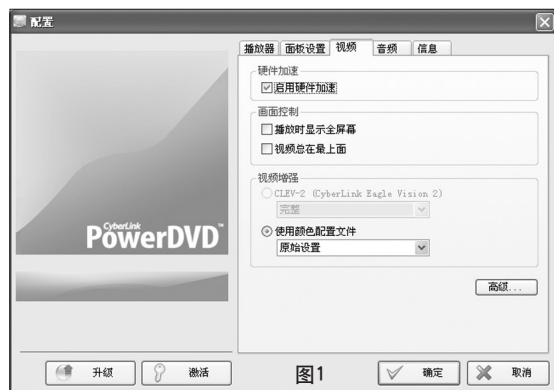 配置
播放器 面板设置 视频 音频 信息
硬件加速
启用硬件加速
画面控制
播放时显示全屏幕
视频总在最上面
视频增强
CLEV-2 (CyberLink Eagle Vision 2)
完整
使用颜色配置文件
原始设置
高级...
CyberLink
PowerDVD™
升级 激活 图1 确定 取消